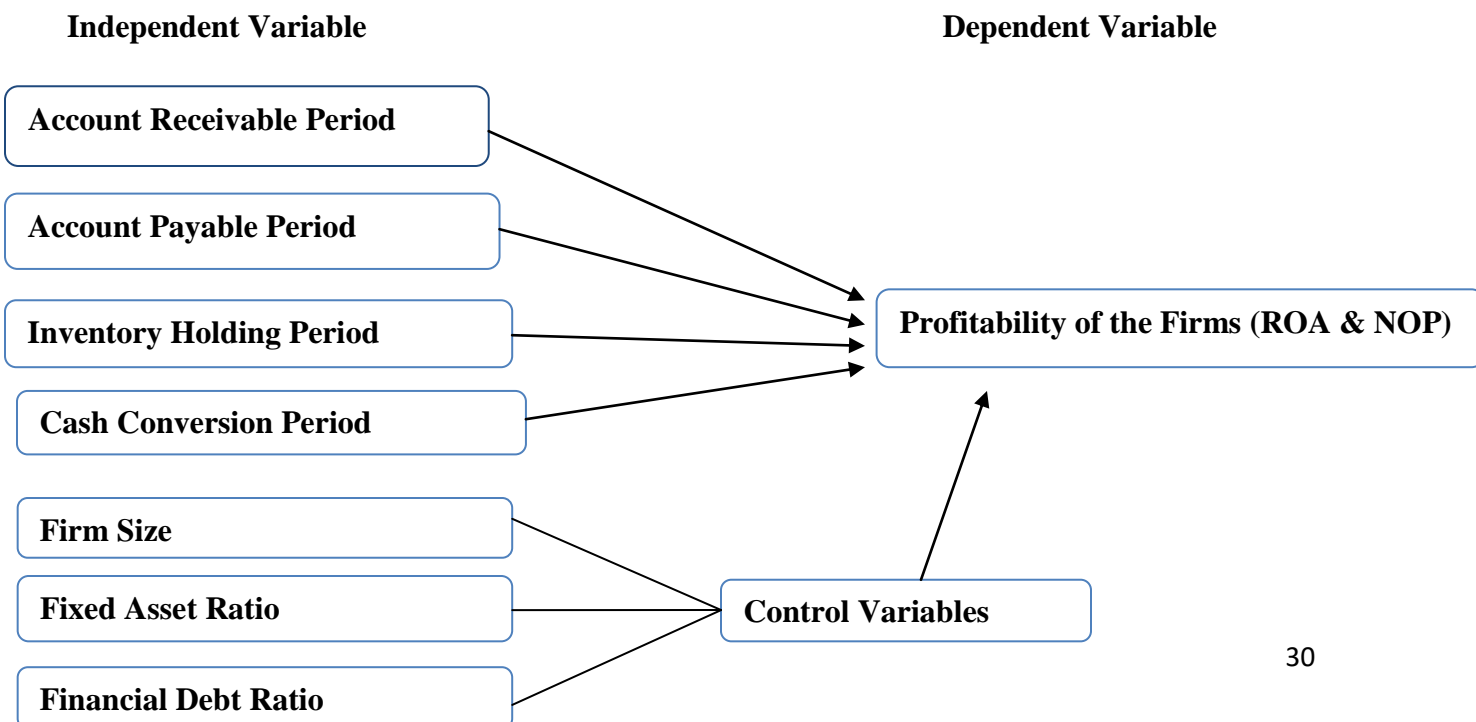 Independent Variable
Dependent Variable
Account Receivable Period
Account Payable Period
Inventory Holding Period
Profitability of the Firms (ROA & NOP)
Cash Conversion Period
Firm Size
Fixed Asset Ratio
Control Variables
30
Financial Debt Ratio